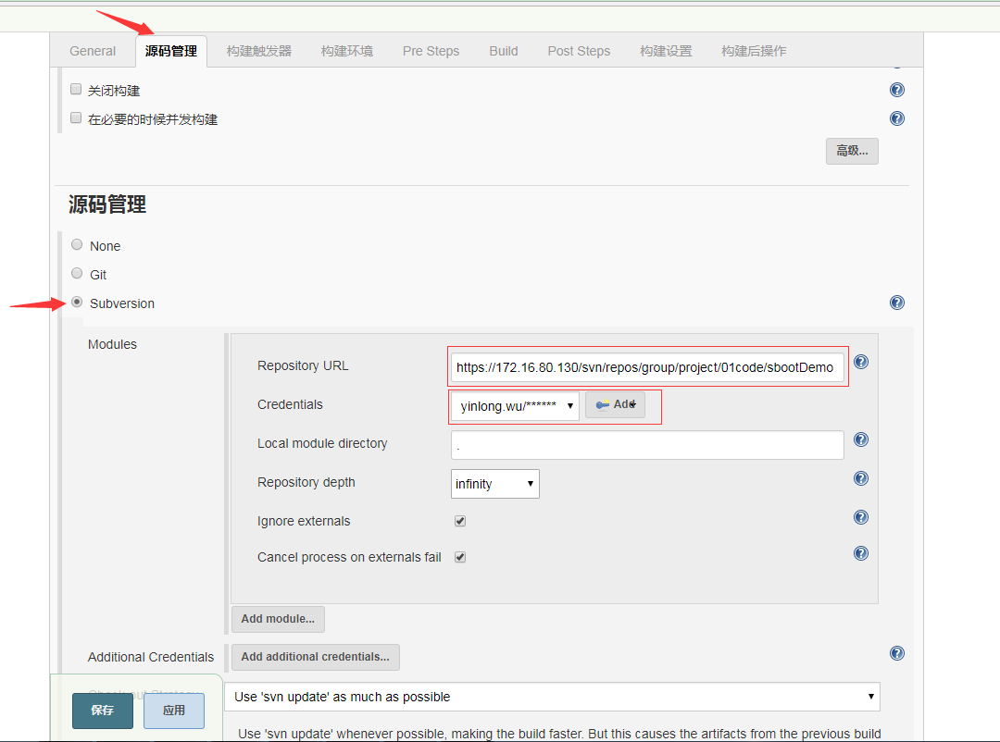 General 源码管理 构建触发器 构建环境 Pre Steps Build Post Steps 构建设置 构建后操作
关闭构建
在必要的时候并发构建
高级...
源码管理
None
Git
Subversion
Modules
Repository URL https://172.16.80.130/svn/repos/group/project/01code/sbootDemo
Credentials yinlong.wu/****** Add
Local module directory .
Repository depth infinity
Ignore externals
Cancel process on externals fail
Add module...
Additional Credentials Add additional credentials...
Check-out Strategy Use 'svn update' as much as possible
保存 应用
Use 'svn update' whenever possible, making the build faster. But this causes the artifacts from the previous build